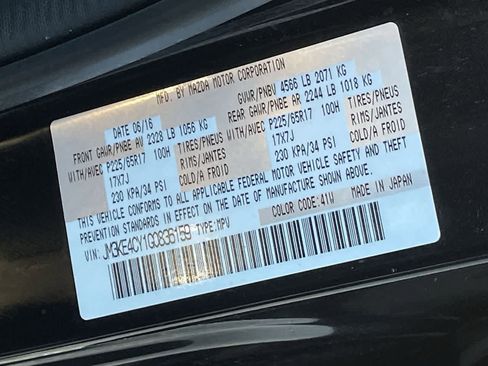 MFD. BY MAZDA MOTOR CORPORATION
DATE 06/16 GVWR/PNBV 4566 LB 2071 KG
FRONT GAWR/PNBE AV 2328 LB 1056 KG REAR GAWR/PNBE AR 2244 LB 1018 KG
WITH/AVEC P225/65R17 100H TIRES/PNEUS WITH/AVEC P225/65R17 100H TIRES/PNEUS
17X7J RIMS/JANTES 17X7J RIMS/JANTES
230 KPA/34 PSI COLD/A FROID 230 KPA/34 PSI COLD/A FROID
THIS VEHICLE CONFORMS TO ALL APPLICABLE FEDERAL MOTOR VEHICLE SAFETY AND THEFT
PREVENTION STANDARDS IN EFFECT ON THE DATE OF MANUFACTURE SHOWN ABOVE.
COLOR CODE:41W MADE IN JAPAN
VIN: TYPE:MPV